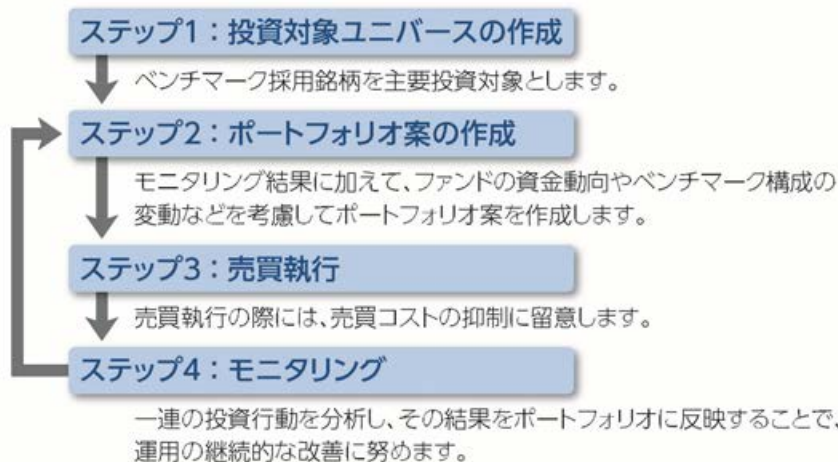 ステップ1：投資対象ユニバースの作成
ベンチマーク採用銘柄を主要投資対象とします。
ステップ2：ポートフォリオ案の作成
モニタリング結果に加えて、ファンドの資金動向やベンチマーク構成の
変動などを考慮してポートフォリオ案を作成します。
ステップ3：売買執行
売買執行の際には、売買コストの抑制に留意します。
ステップ4：モニタリング
一連の投資行動を分析し、その結果をポートフォリオに反映することで、
運用の継続的な改善に努めます。